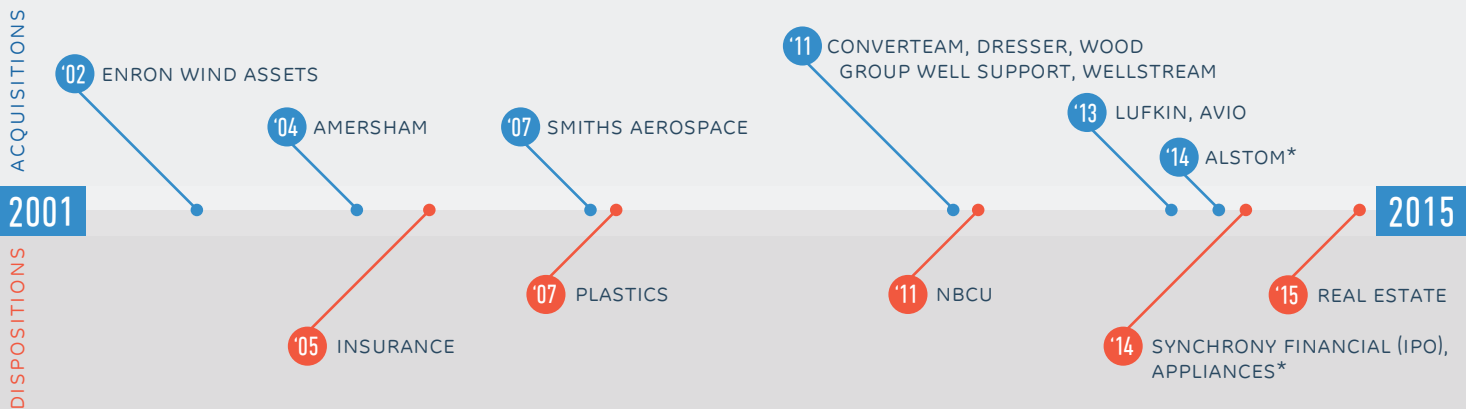 ACQUISITIONS
‘02 ENRON WIND ASSETS
‘04 AMERSHAM
‘07 SMITHS AEROSPACE
‘11 CONVERTEAM, DRESSER, WOOD
GROUP WELL SUPPORT, WELLSTREAM
‘13 LUFKIN, AVIO
‘14 ALSTOM*
2001
2015
DISPOSITIONS
‘05 INSURANCE
‘07 PLASTICS
‘11 NBCU
‘14 SYNCHRONY FINANCIAL (IPO),
APPLIANCES*
‘15 REAL ESTATE